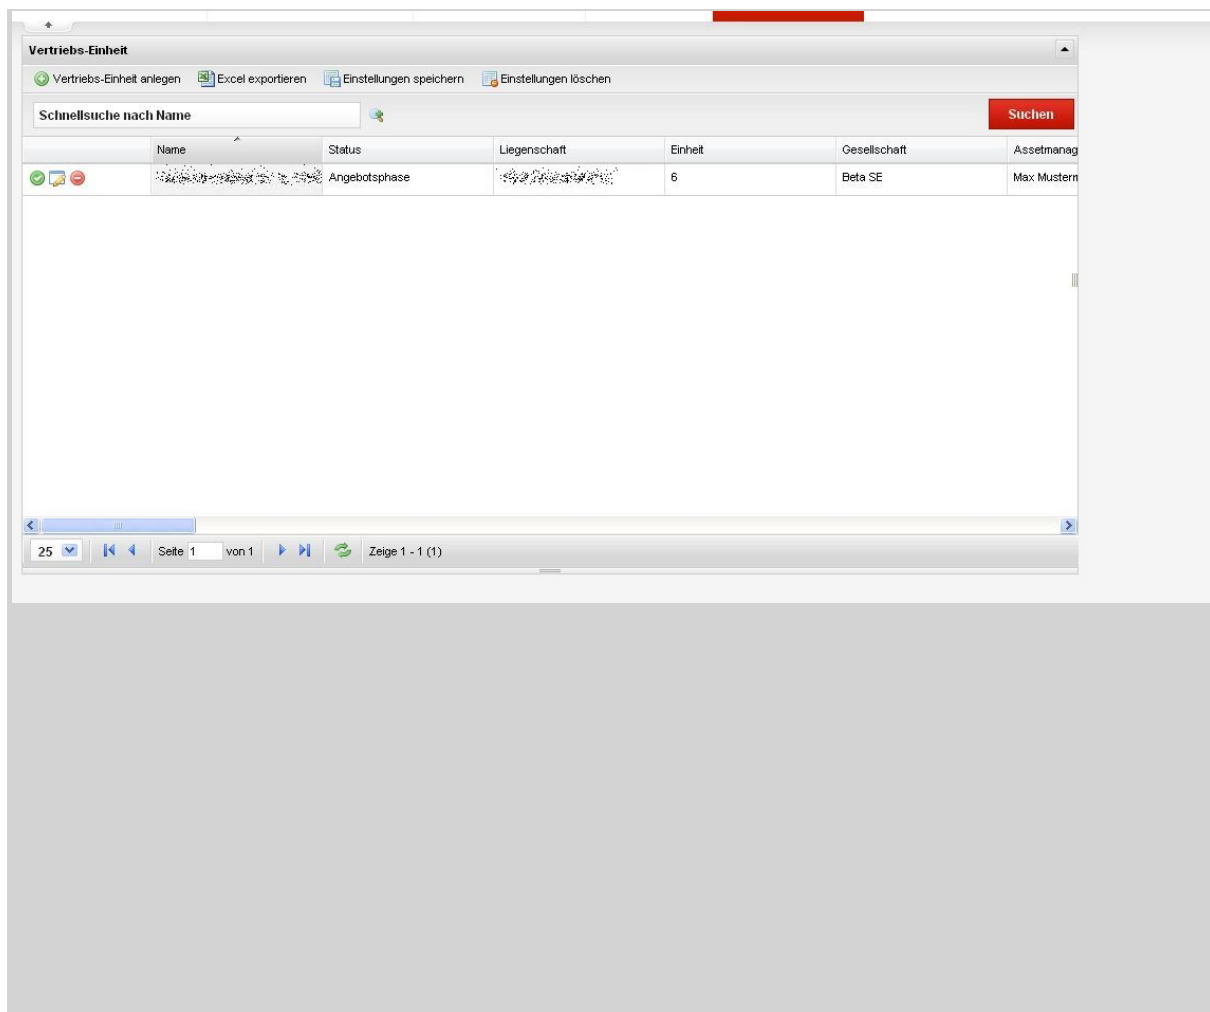 Vertriebs-Einheit
Vertriebs-Einheit anlegen Excel exportieren Einstellungen speichern Einstellungen löschen
Schnellsuche nach Name Suchen
Name Status Liegenschaft Einheit Gesellschaft Assetmanag
Angebotsphase 6 Beta SE Max Musterm
25 Seite 1 von 1 Zeige 1 - 1 (1)